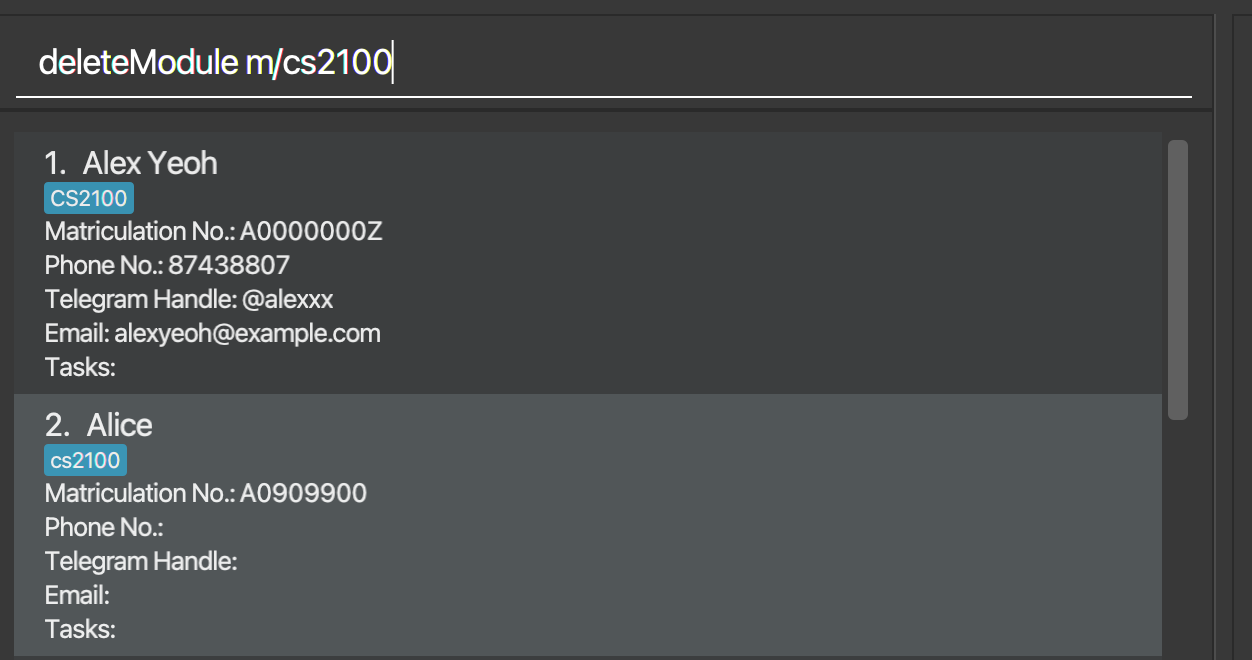 deleteModule m/cs2100
1. Alex Yeoh
CS2100
Matriculation No.: A0000000Z
Phone No.: 87438807
Telegram Handle: @alexxx
Email: alexyeoh@example.com
Tasks:
2. Alice
cs2100
Matriculation No.: A0909900
Phone No.:
Telegram Handle:
Email:
Tasks: